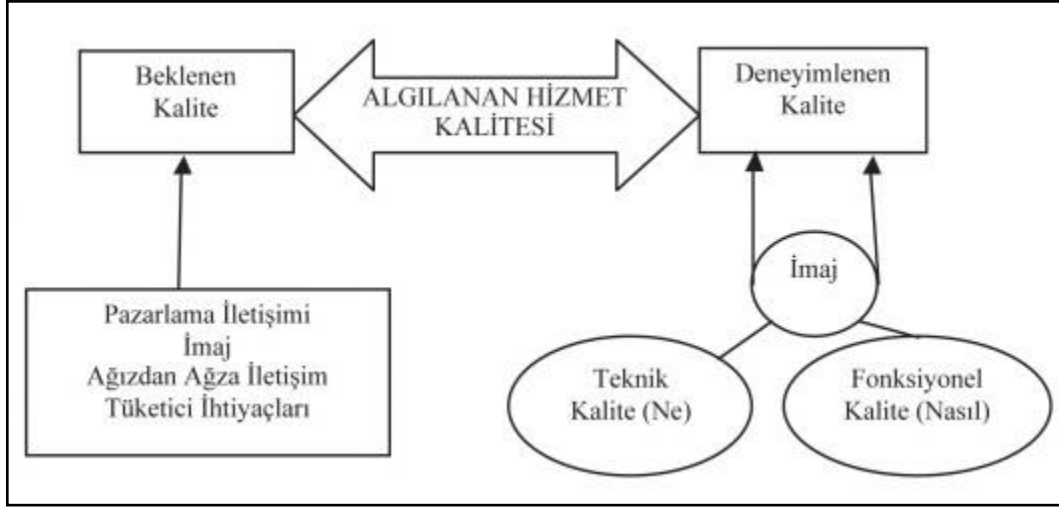 Beklenen
Kalite
ALGILANAN HİZMET
KALİTESİ
Deneyimlenen
Kalite
İmaj
Pazarlama İletişimi
İmaj
Ağızdan Ağza İletişim
Tüketici İhtiyaçları
Teknik
Kalite (Ne)
Fonksiyonel
Kalite (Nasıl)